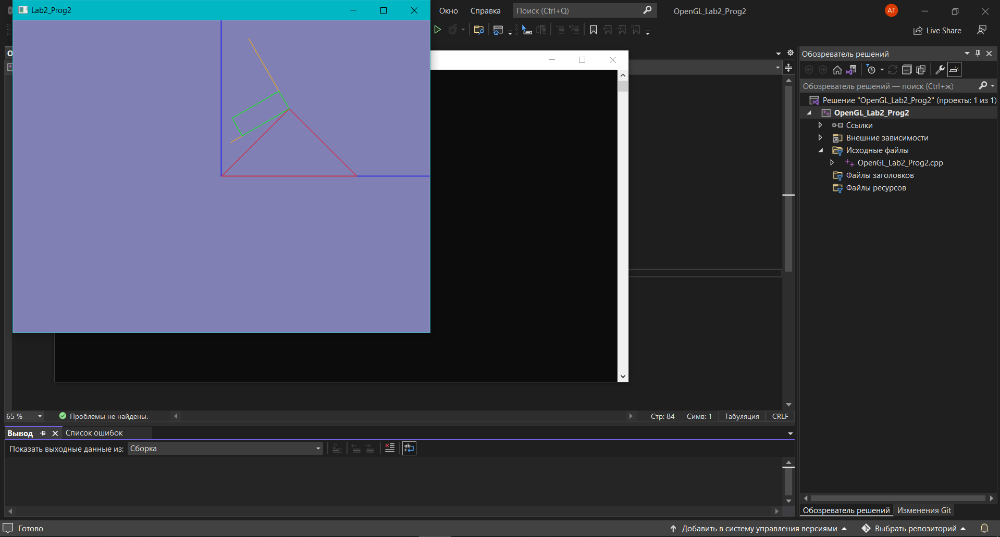 Lab2_Prog2
Окно Справка Поиск (Ctrl+Q) OpenGL_Lab2_Prog2 АГ
Live Share
Обозреватель решений
Обозреватель решений — поиск (Ctrl+ж)
Решение "OpenGL_Lab2_Prog2" (проекты: 1 из 1)
OpenGL_Lab2_Prog2
Ссылки
Внешние зависимости
Исходные файлы
OpenGL_Lab2_Prog2.cpp
Файлы заголовков
Файлы ресурсов
65 % Проблемы не найдены. Стр: 84 Симв: 1 Табуляция CRLF
Вывод Список ошибок
Показать выходные данные из: Сборка
Обозреватель решений Изменения Git
Готово Добавить в систему управления версиями Выбрать репозиторий